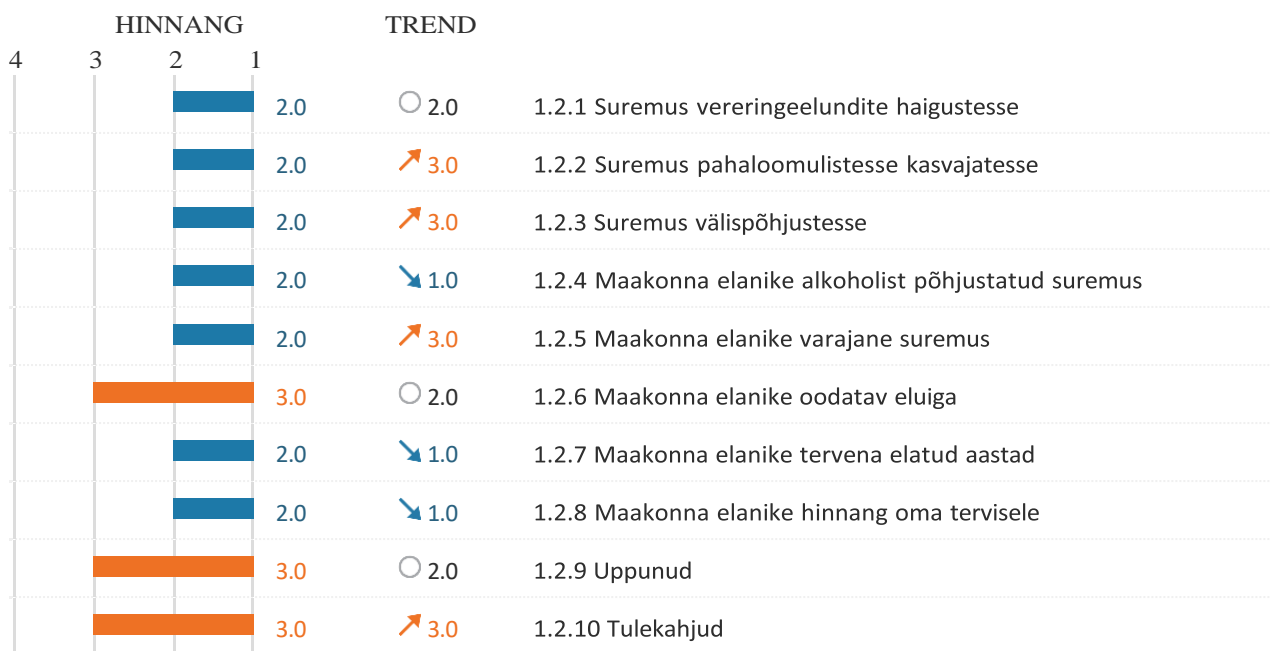 HINNANG TREND
4 3 2 1
2.0 2.0 1.2.1 Suremus vereringeelundite haigustesse
2.0 3.0 1.2.2 Suremus pahaloomulistesse kasvajatesse
2.0 3.0 1.2.3 Suremus välispõhjustesse
2.0 1.0 1.2.4 Maakonna elanike alkoholist põhjustatud suremus
2.0 3.0 1.2.5 Maakonna elanike varajane suremus
3.0 2.0 1.2.6 Maakonna elanike oodatav eluiga
2.0 1.0 1.2.7 Maakonna elanike tervena elatud aastad
2.0 1.0 1.2.8 Maakonna elanike hinnang oma tervisele
3.0 2.0 1.2.9 Uppunud
3.0 3.0 1.2.10 Tulekahjud